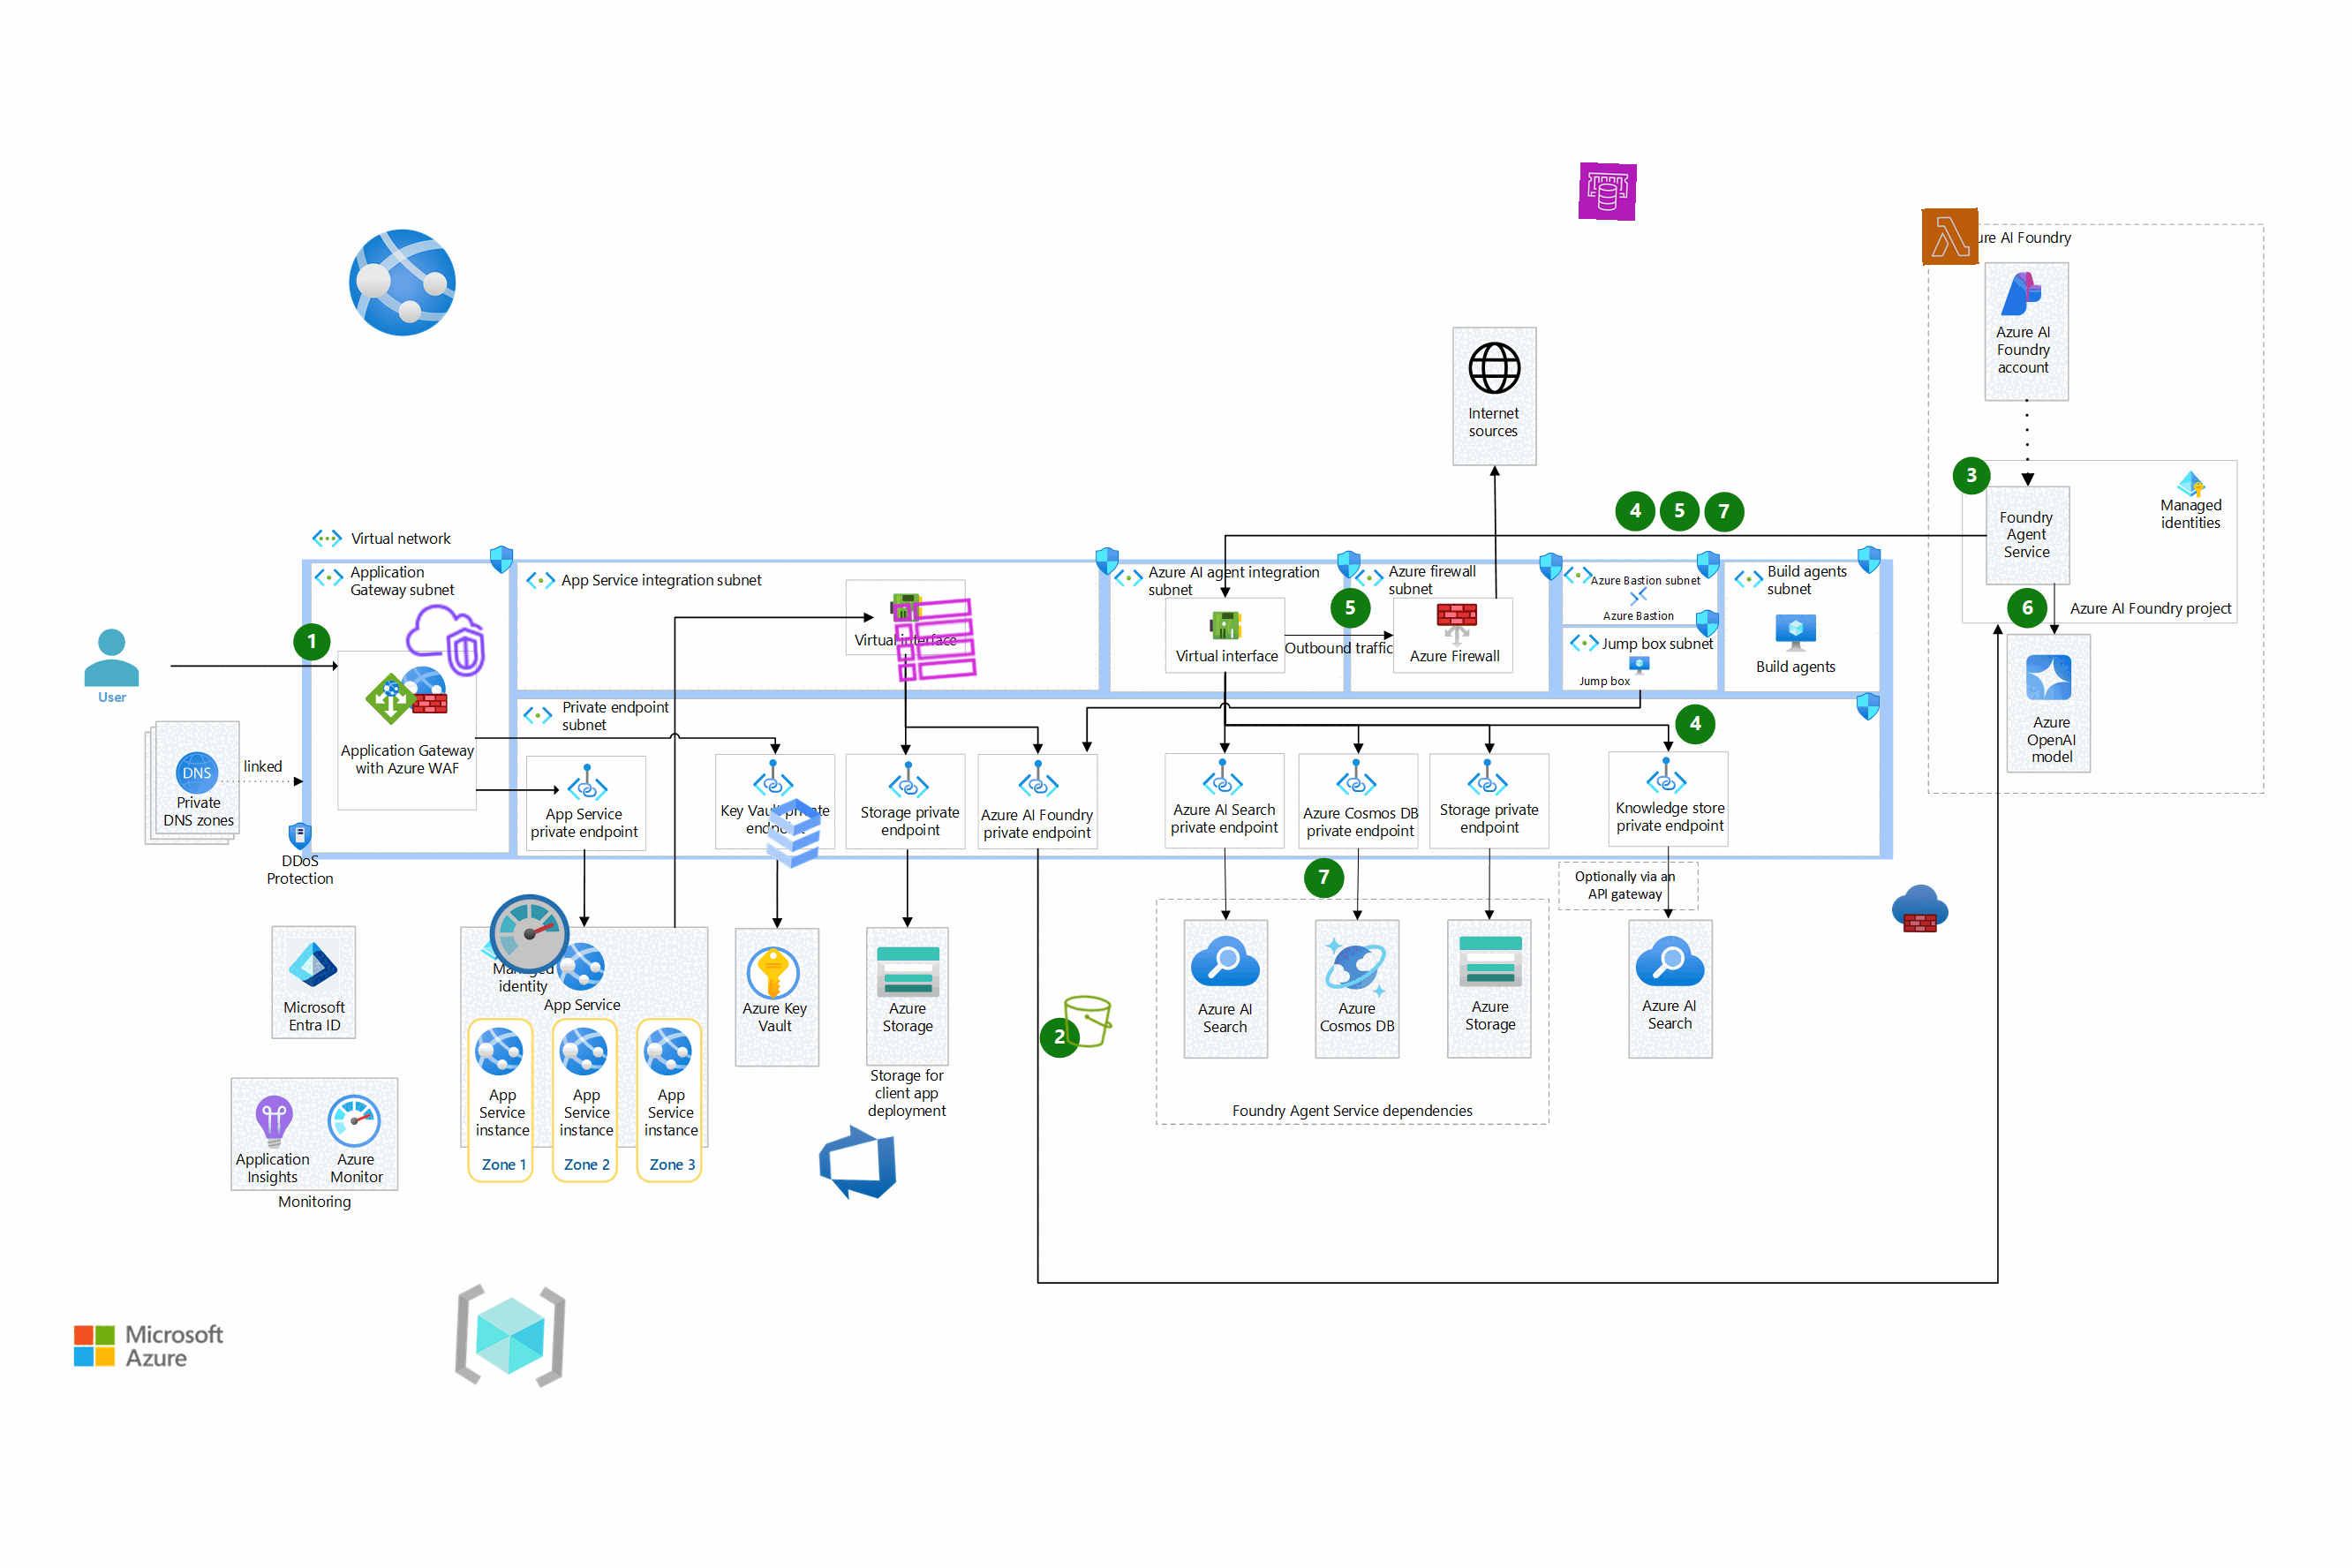 ure AI Foundry
Azure AI
Foundry
account
Internet
sources
3
Managed
identities
Foundry
Agent
Service
4
5
7
Azure AI Foundry project
6
Azure
OpenAI
model
Virtual network
Application
Gateway subnet
App Service integration subnet
Virtual interface
Azure AI agent integration
subnet
Virtual interface
Outbound traffic
5
Azure firewall
subnet
Azure Firewall
Azure Bastion subnet
Azure Bastion
Jump box subnet
Jump box
Build agents
subnet
Build agents
User
1
Application Gateway
with Azure WAF
Private endpoint
subnet
DNS
Private
DNS zones
linked
DDoS
Protection
App Service
private endpoint
Key Vault private
endpoint
Storage private
endpoint
Azure AI Foundry
private endpoint
Azure AI Search
private endpoint
Azure Cosmos DB
private endpoint
Storage private
endpoint
4
Knowledge store
private endpoint
7
Optionally via an
API gateway
Microsoft
Entra ID
Managed
identity
App Service
App
Service
instance
Zone 1
App
Service
instance
Zone 2
App
Service
instance
Zone 3
Azure Key
Vault
Azure
Storage
Storage for
client app
deployment
2
Azure AI
Search
Azure
Cosmos DB
Azure
Storage
Foundry Agent Service dependencies
Azure AI
Search
Application
Insights
Azure
Monitor
Monitoring
Microsoft
Azure